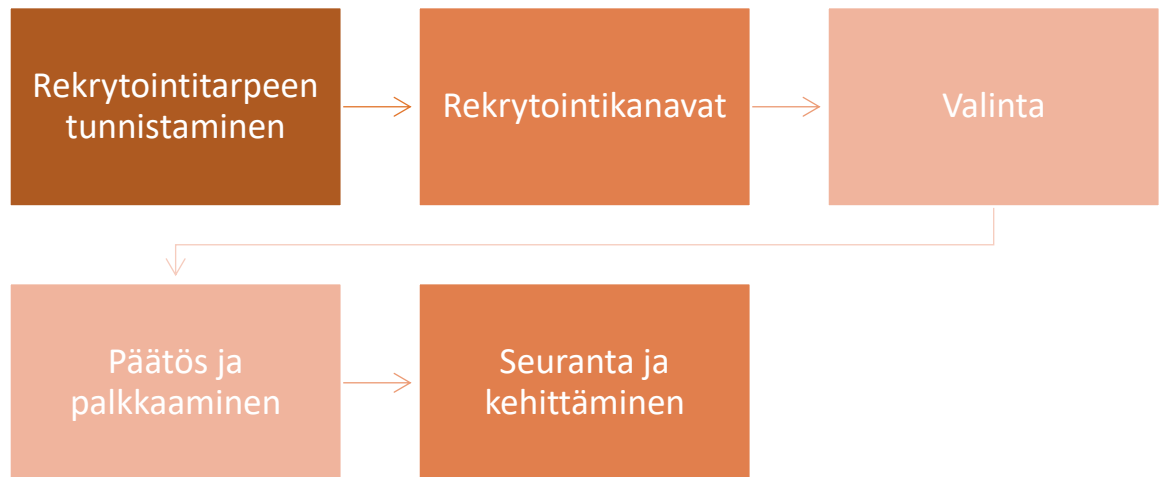 Rekrytointitarpeen
tunnistaminen
Rekrytointikanavat
Valinta
Päätös ja
palkkaaminen
Seuranta ja
kehittäminen